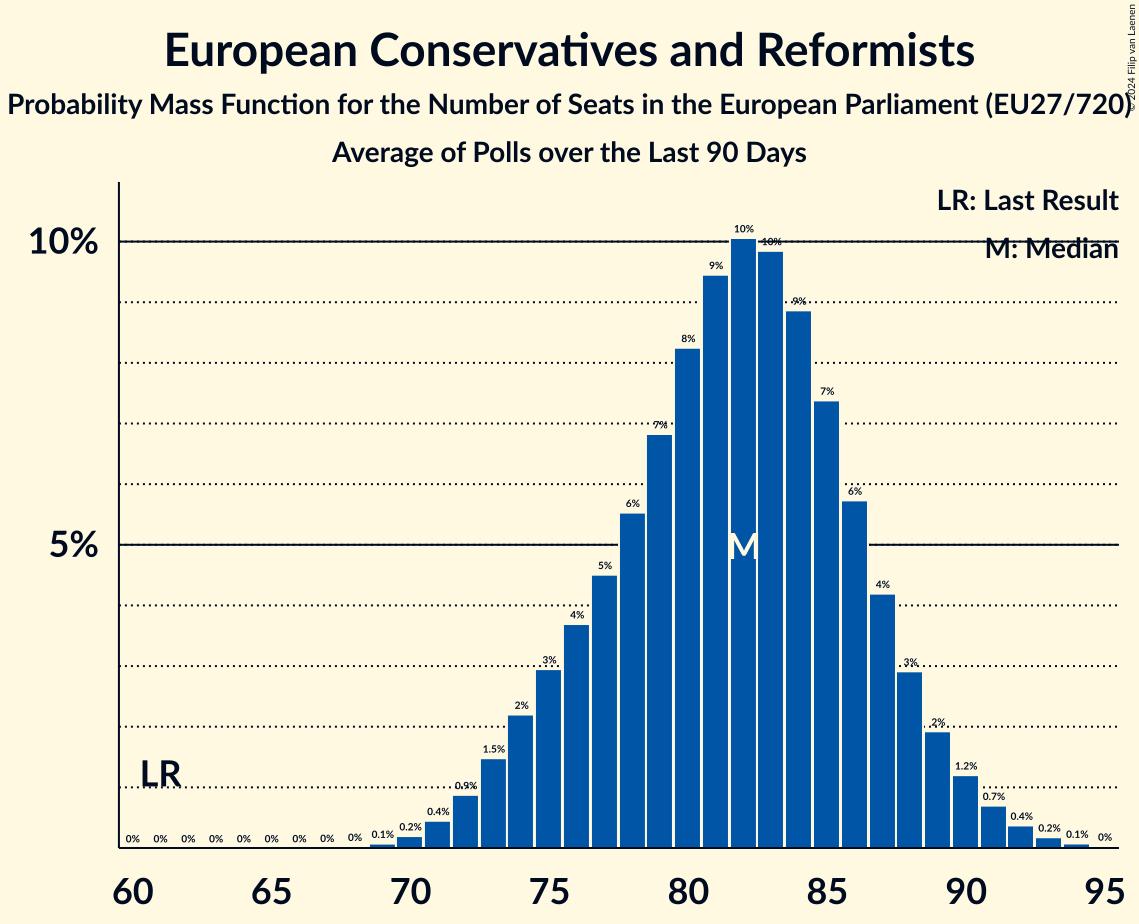 © 2024 Filip van Laenen
European Conservatives and Reformists
Probability Mass Function for the Number of Seats in the European Parliament (EU27/720)
Average of Polls over the Last 90 Days
LR: Last Result
M: Median
10%
5%
0% 0% 0% 0% 0% 0% 0% 0% 0% 0.1% 0.2% 0.4% 0.9% 1.5% 2% 3% 4% 5% 6% 7% 8% 9% 10% 10% 9% 7% 6% 4% 3% 2% 1.2% 0.7% 0.4% 0.2% 0.1% 0%
M
LR
60 65 70 75 80 85 90 95